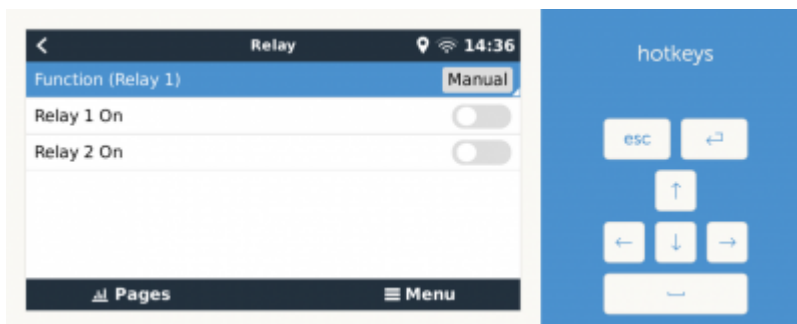 Relay 14:36
Function (Relay 1) Manual
Relay 1 On
Relay 2 On
Pages Menu
hotkeys
esc